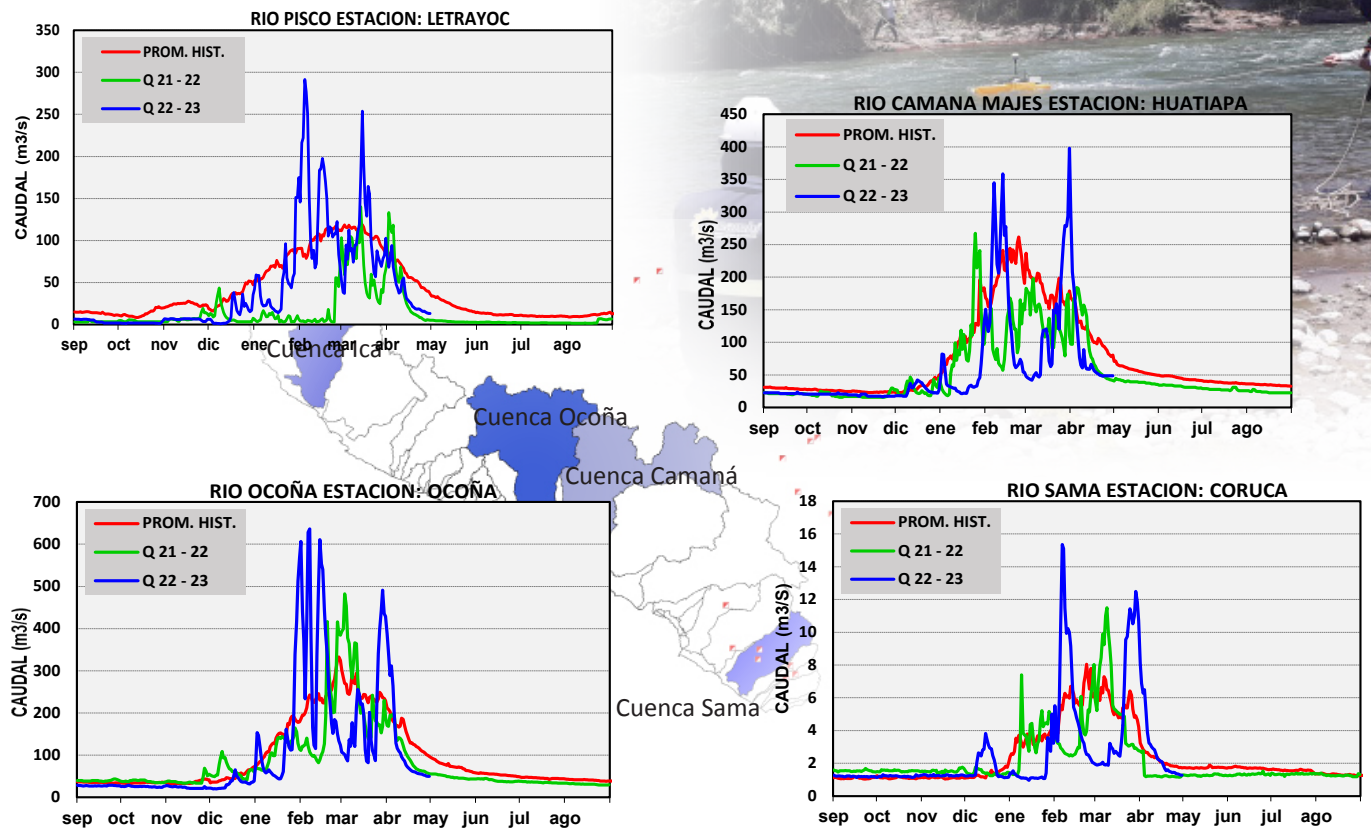 RIO PISCO ESTACION: LETRAYOC
CAUDAL (m3/s)
350
300
250
200
150
100
50
0
PROM. HIST.
Q 21 - 22
Q 22 - 23
sep oct nov dic ene feb mar abr may jun jul ago
RIO CAMANA MAJES ESTACION: HUATIAPA
CAUDAL (m3/s)
450
400
350
300
250
200
150
100
50
0
PROM. HIST.
Q 21 - 22
Q 22 - 23
sep oct nov dic ene feb mar abr may jun jul ago
Cuenca Ica
Cuenca Ocoña
Cuenca Camaná
Cuenca Sama
RIO OCOÑA ESTACION: OCOÑA
CAUDAL (m3/s)
700
600
500
400
300
200
100
0
PROM. HIST.
Q 21 - 22
Q 22 - 23
sep oct nov dic ene feb mar abr may jun jul ago
RIO SAMA ESTACION: CORUCA
CAUDAL (m3/S)
18
16
14
12
10
8
6
4
2
0
PROM. HIST.
Q 21 - 22
Q 22 - 23
sep oct nov dic ene feb mar abr may jun jul ago